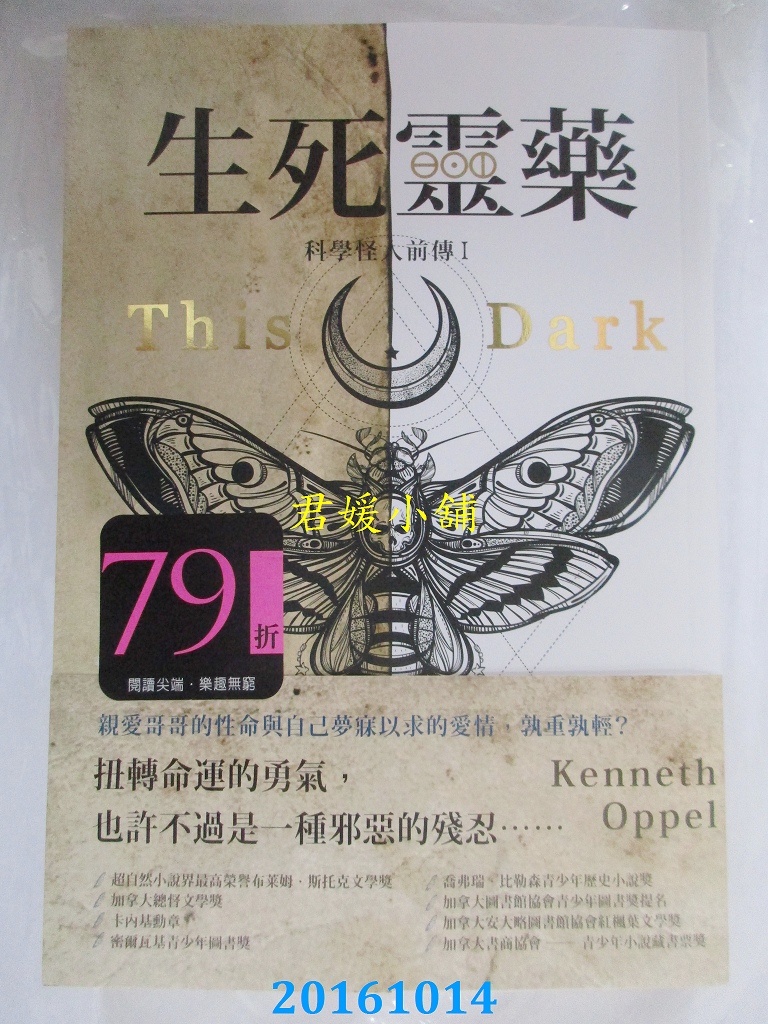 生死靈藥
科學怪人前傳 I
This Dark
君媛小舖
79折
閱讀尖端．樂趣無窮
親愛哥哥的性命與自己夢寐以求的愛情，孰重孰輕？
扭轉命運的勇氣，
也許不過是一種邪惡的殘忍……
Kenneth
Oppel
超自然小說界最高榮譽布萊姆．斯托克文學獎
加拿大總督文學獎
卡內基勳章
密爾瓦基青少年圖書獎
喬弗瑞、比勒森青少年歷史小說獎
加拿大圖書館協會青少年圖書獎提名
加拿大安大略圖書館協會紅楓葉文學獎
加拿大書商協會——青少年小說藏書票獎
20161014